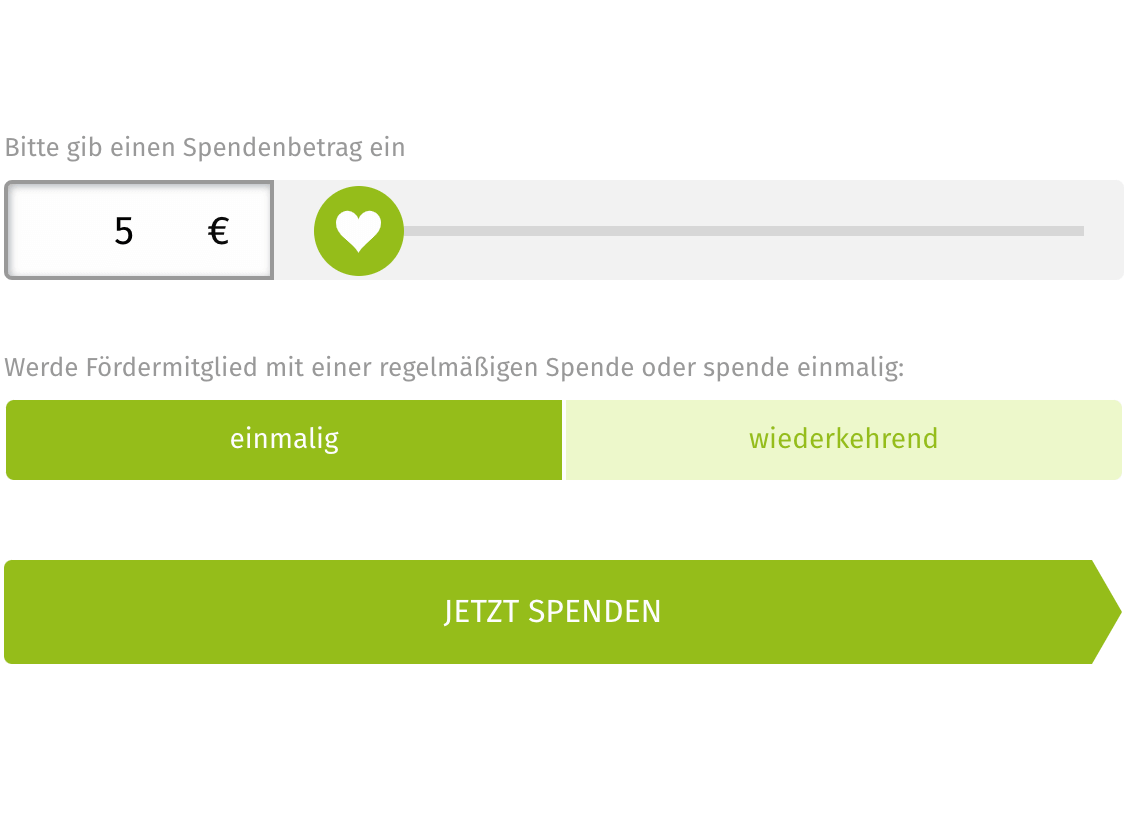 Bitte gib einen Spendenbetrag ein
5 €
Werde Fördermitglied mit einer regelmäßigen Spende oder spende einmalig:
einmalig wiederkehrend
JETZT SPENDEN